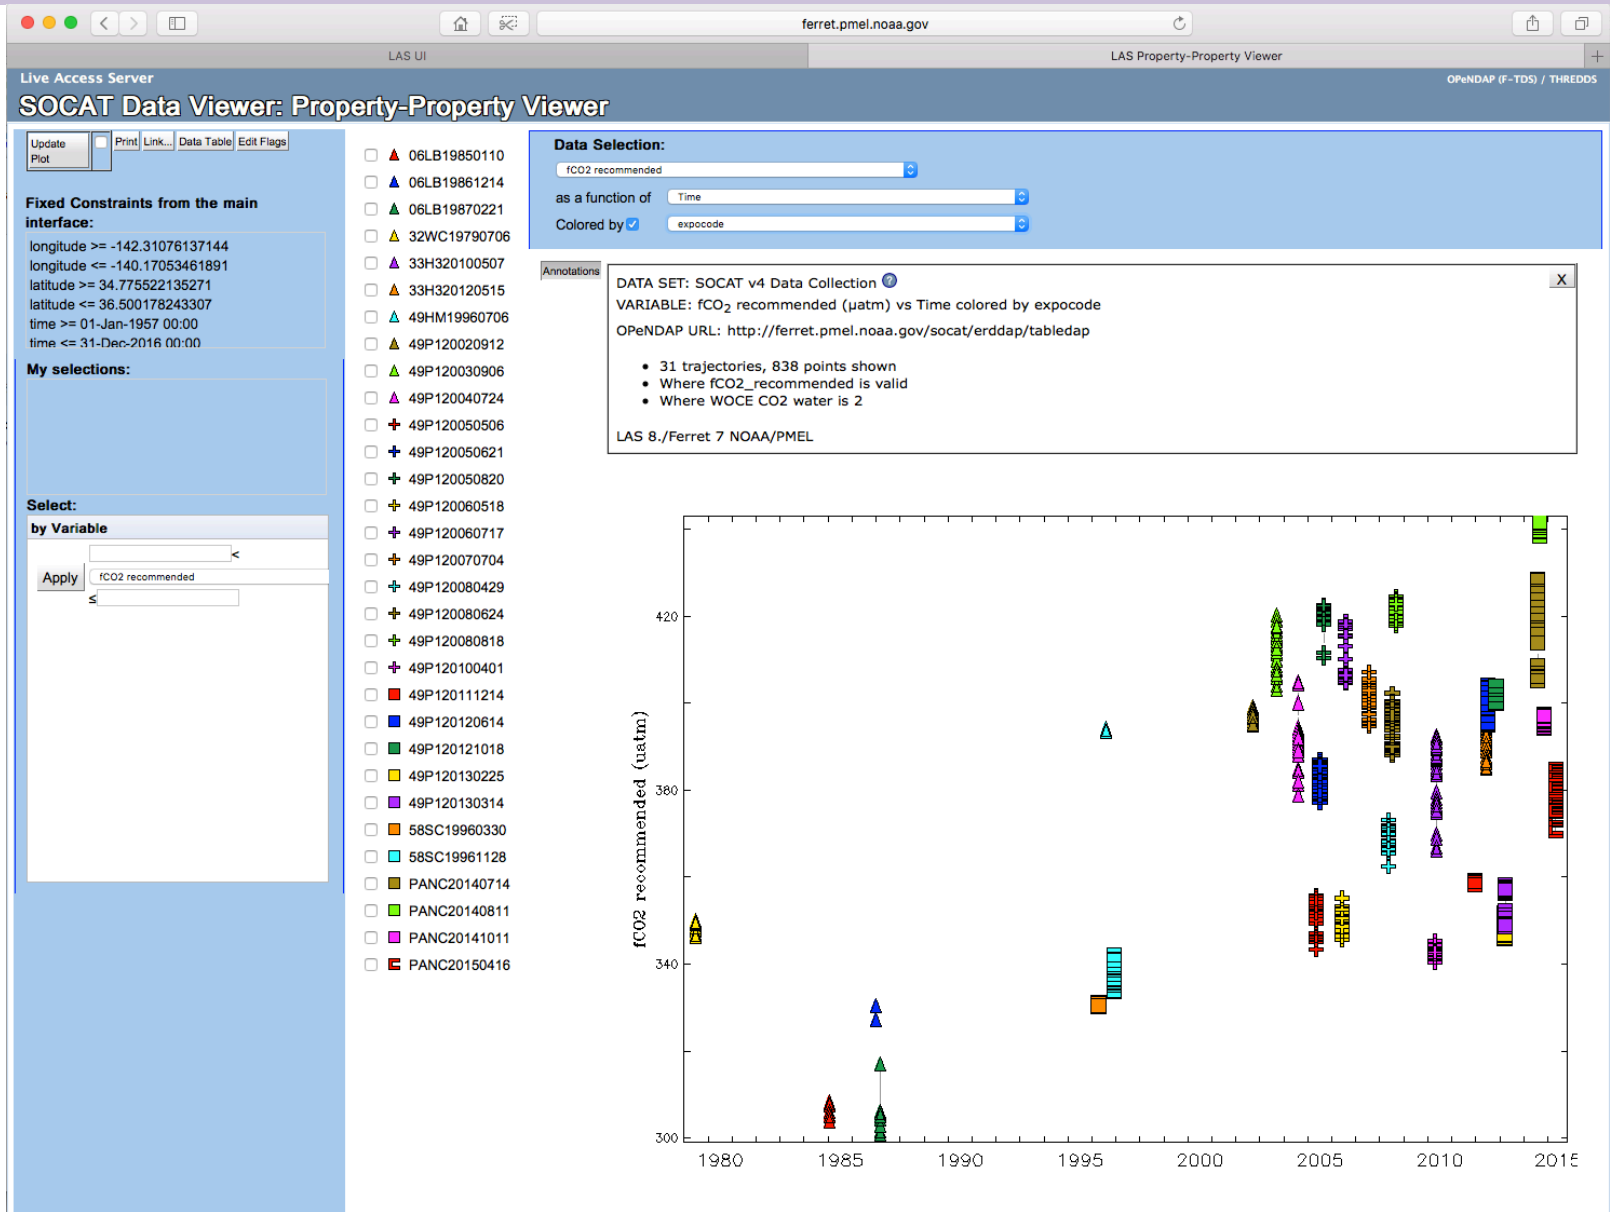 ferret.pmel.noaa.gov
LAS UI
LAS Property-Property Viewer
Live Access Server
OPeNDAP (F-TDS) / THREDDS
SOCAT Data Viewer: Property-Property Viewer
Update Plot
Print
Link...
Data Table
Edit Flags
Fixed Constraints from the main
interface:
longitude >= -142.31076137144
longitude <= -140.17053461891
latitude >= 34.775522135271
latitude <= 36.500178243307
time >= 01-Jan-1957 00:00
time <= 31-Dec-2016 00:00
My selections:
Select:
by Variable
<
Apply
fCO2 recommended
≤
06LB19850110
06LB19861214
06LB19870221
32WC19790706
33H320100507
33H320120515
49HM19960706
49P120020912
49P120030906
49P120040724
49P120050506
49P120050621
49P120050820
49P120060518
49P120060717
49P120070704
49P120080429
49P120080624
49P120080818
49P120100401
49P120111214
49P120120614
49P120121018
49P120130225
49P120130314
58SC19960330
58SC19961128
PANC20140714
PANC20140811
PANC20141011
PANC20150416
Data Selection:
fCO2 recommended
as a function of
Time
Colored by
expocode
Annotations
X
DATA SET: SOCAT v4 Data Collection ?
VARIABLE: fCO2 recommended (µatm) vs Time colored by expocode
OPeNDAP URL: http://ferret.pmel.noaa.gov/socat/erddap/tabledap
• 31 trajectories, 838 points shown
• Where fCO2_recommended is valid
• Where WOCE CO2 water is 2
LAS 8./Ferret 7 NOAA/PMEL
fCO2 recommended (uatm)
420
380
340
300
1980
1985
1990
1995
2000
2005
2010
2015